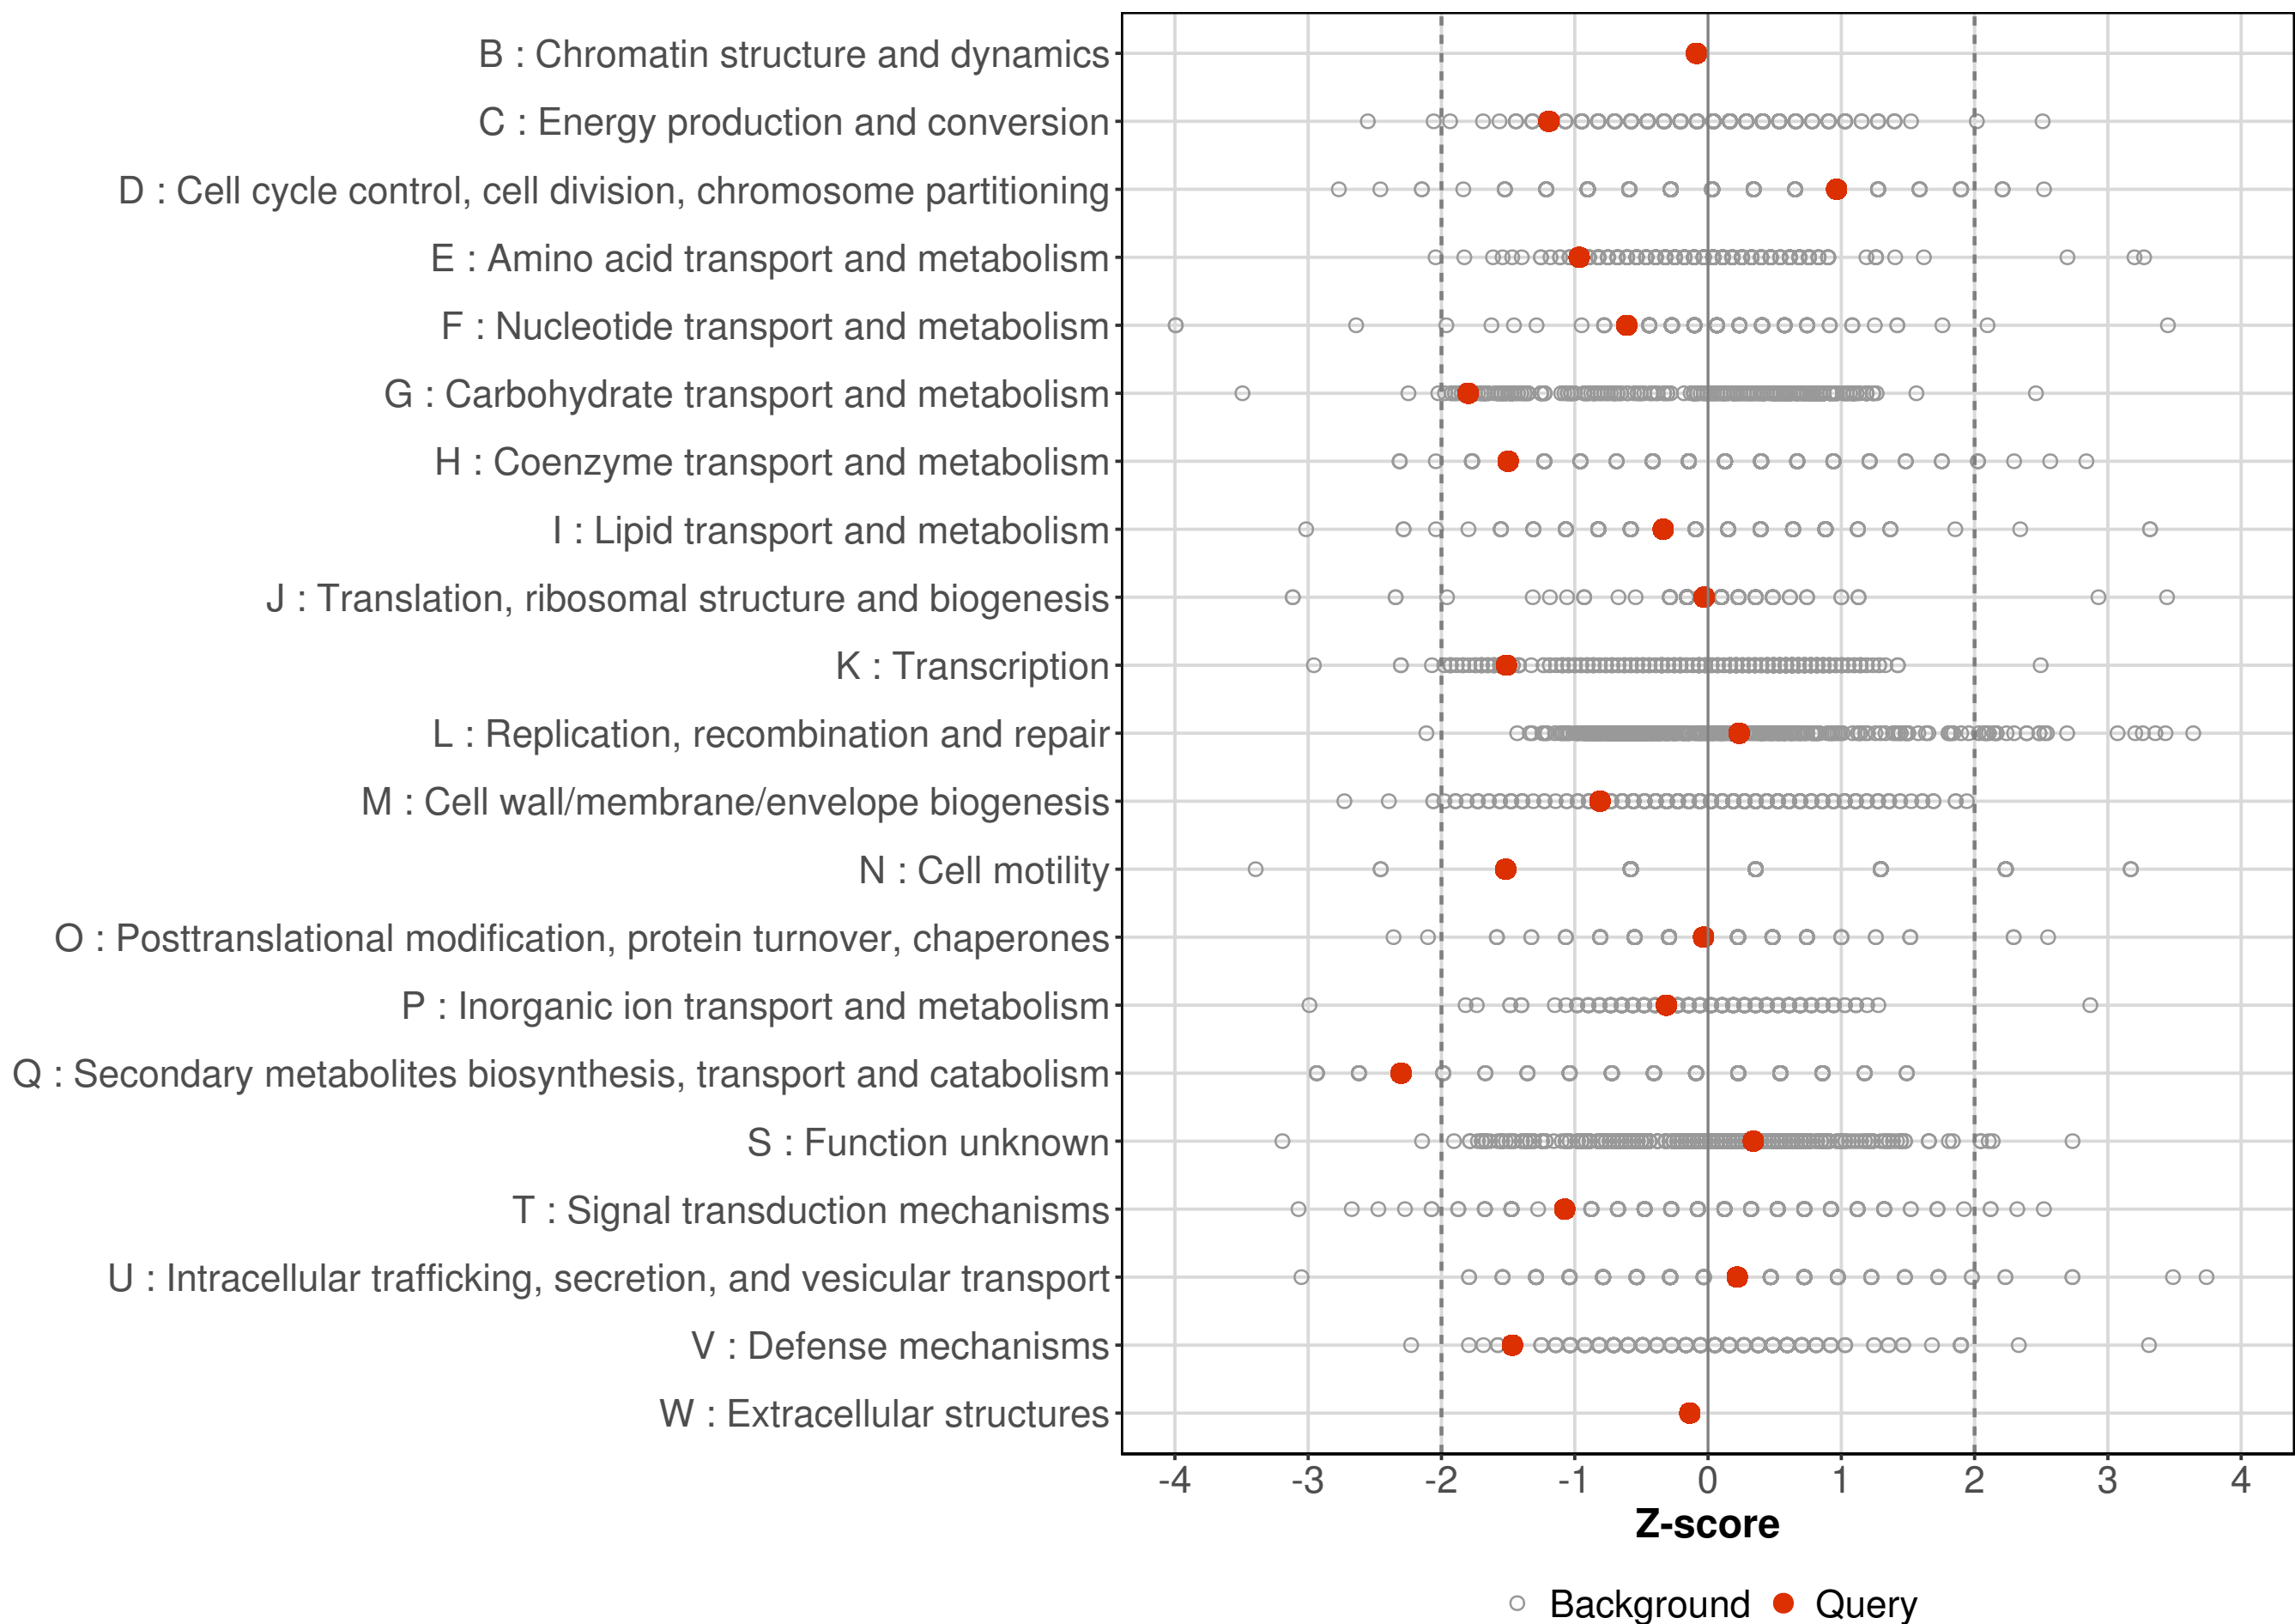 B : Chromatin structure and dynamics
C : Energy production and conversion
D : Cell cycle control, cell division, chromosome partitioning
E : Amino acid transport and metabolism
F : Nucleotide transport and metabolism
G : Carbohydrate transport and metabolism
H : Coenzyme transport and metabolism
I : Lipid transport and metabolism
J : Translation, ribosomal structure and biogenesis
K : Transcription
L : Replication, recombination and repair
M : Cell wall/membrane/envelope biogenesis
N : Cell motility
O : Posttranslational modification, protein turnover, chaperones
P : Inorganic ion transport and metabolism
Q : Secondary metabolites biosynthesis, transport and catabolism
S : Function unknown
T : Signal transduction mechanisms
U : Intracellular trafficking, secretion, and vesicular transport
V : Defense mechanisms
W : Extracellular structures
-4 -3 -2 -1 0 1 2 3 4
Z-score
Background Query